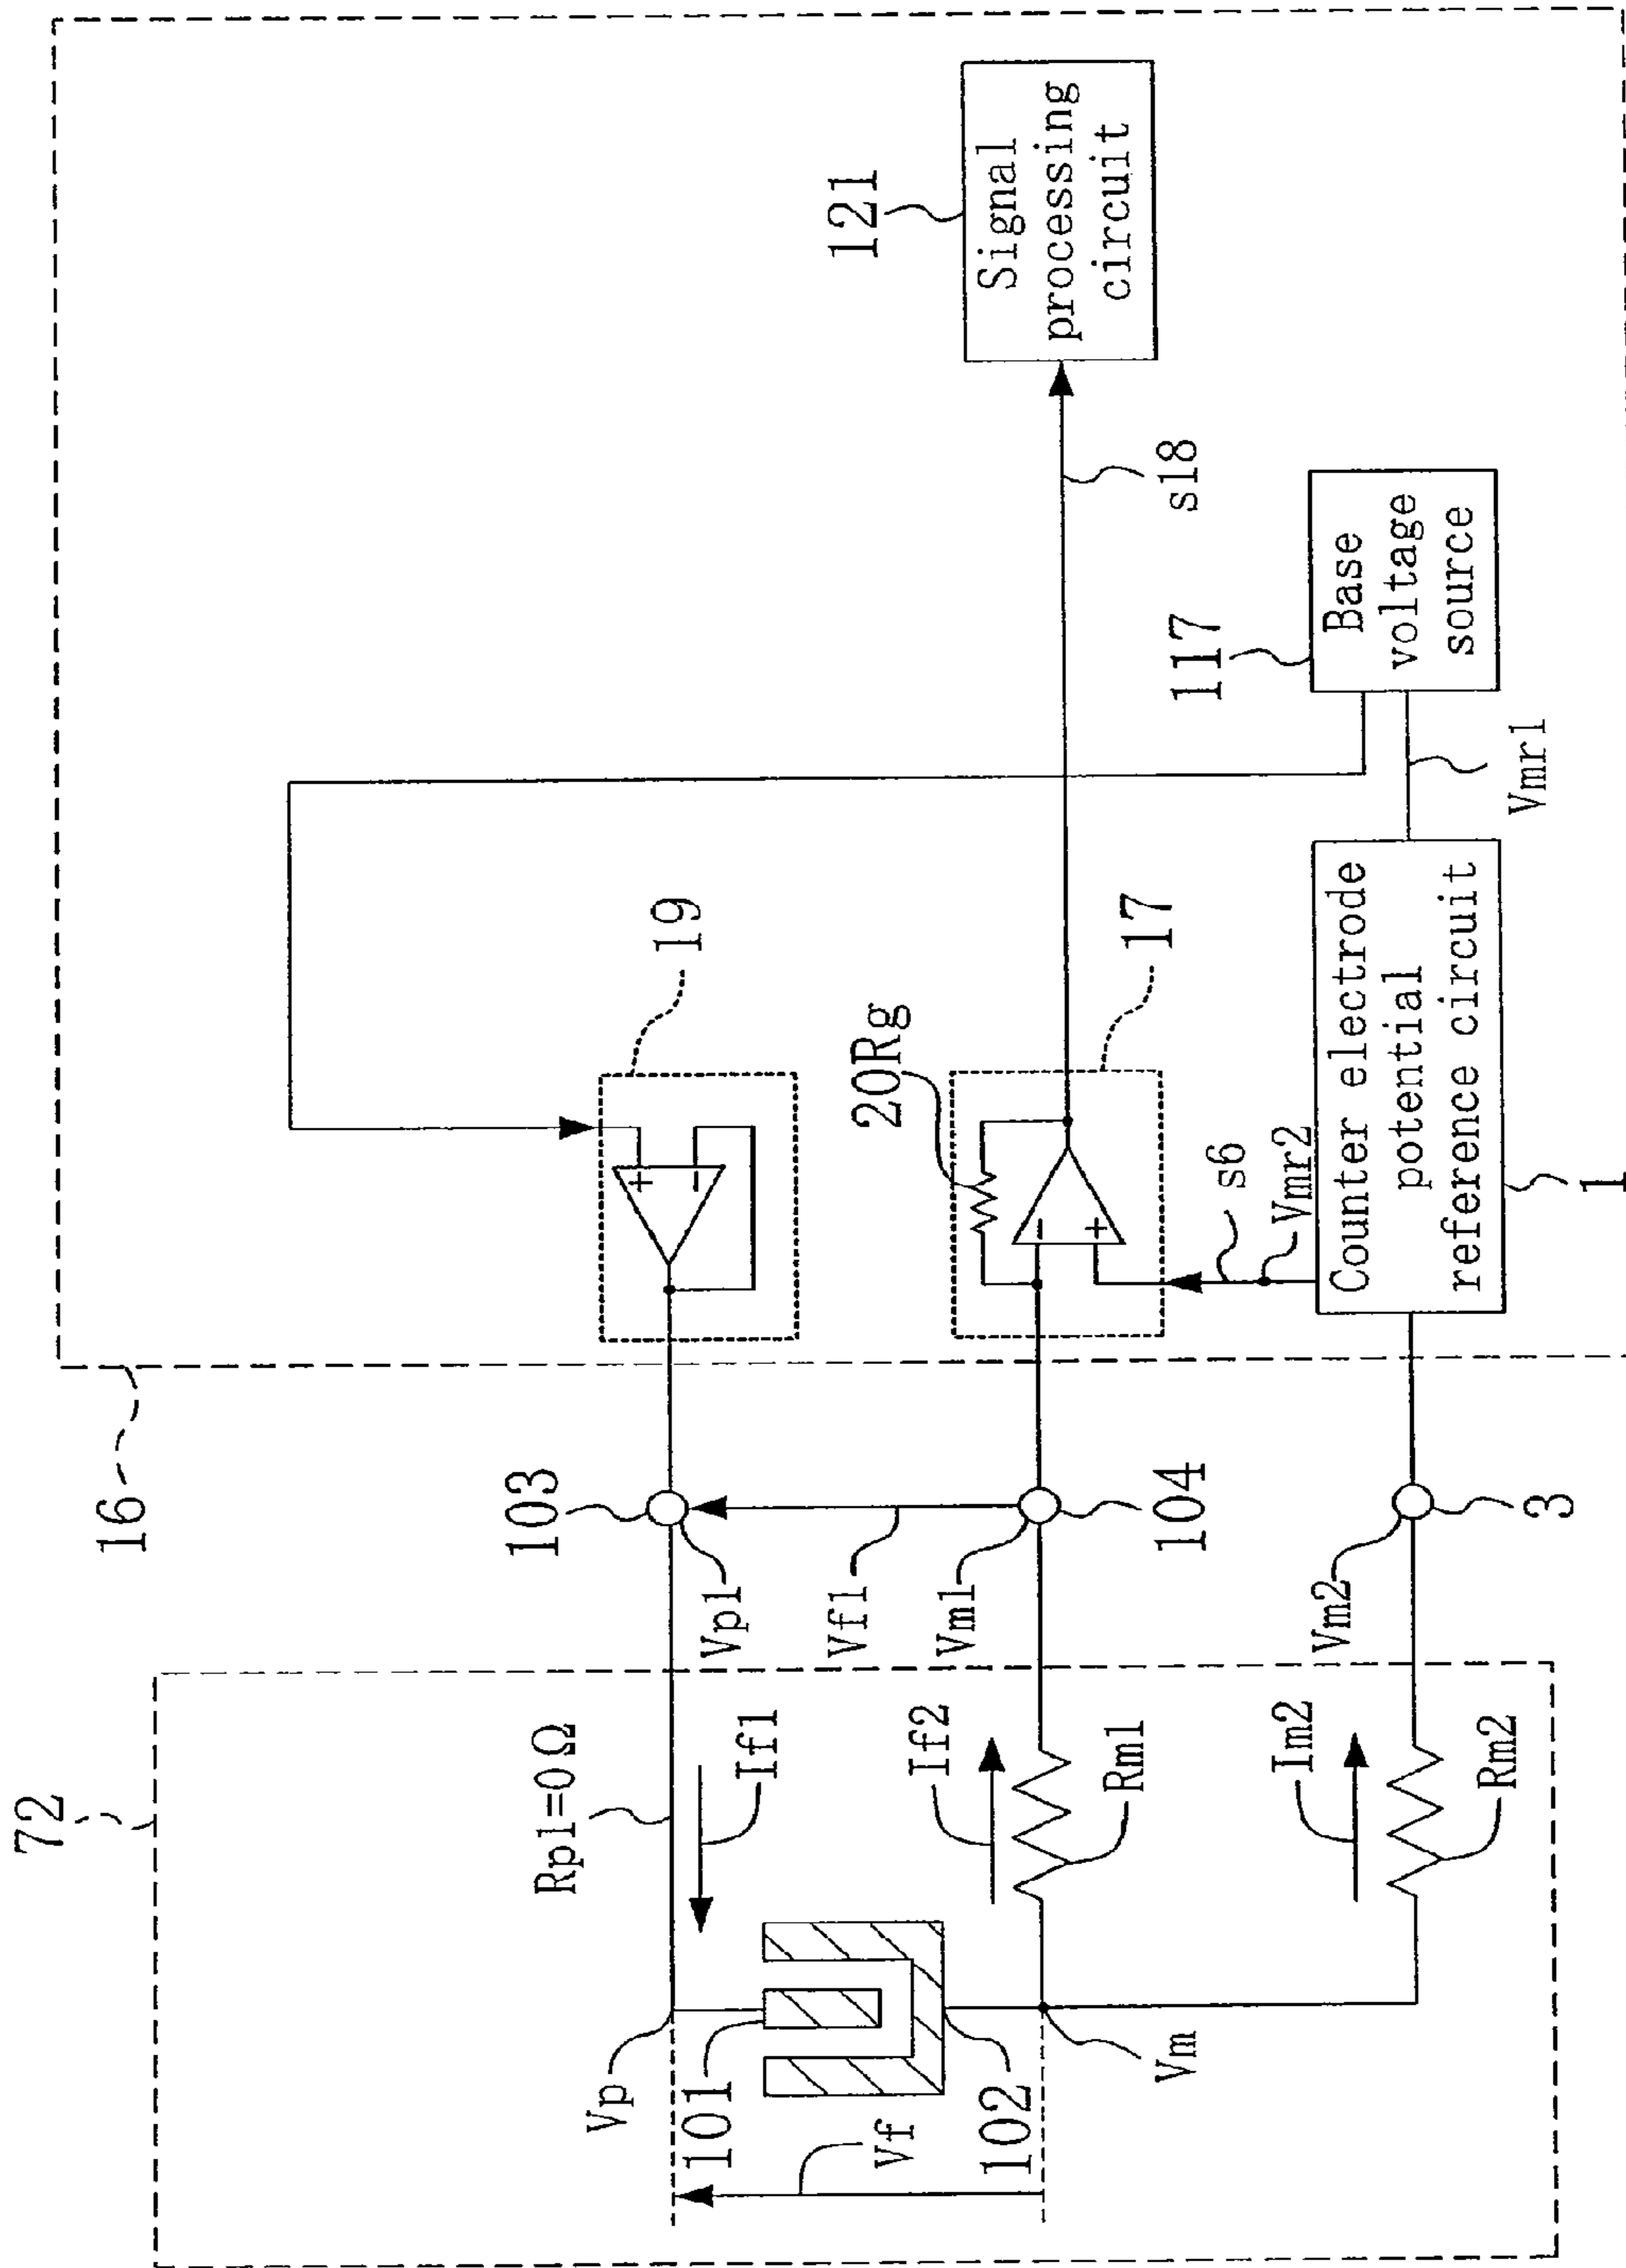 72
16
Rp1=0Ω
Vp
101
Vf
102
Vm
If1
If2
Rm1
Im2
Rm2
103
Vp1
Vf1
Vm1
104
Vm2
3
19
+
−
20Rg
−
+
17
s6
Vmr2
Counter electrode
potential
reference circuit
1
Vmr1
117
Base
voltage
source
s18
121
Signal
processing
circuit